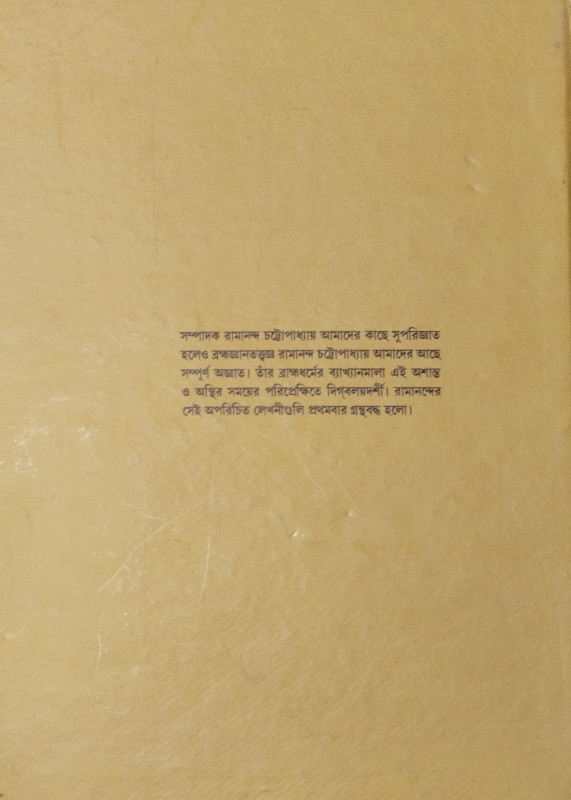 সম্পাদক রামানন্দ চট্টোপাধ্যায় আমাদের কাছে সুপরিজ্ঞাত
হলেও ব্রহ্মজ্ঞানতত্ত্বজ্ঞ রামানন্দ চট্টোপাধ্যায় আমাদের আছে
সম্পূর্ণ অজ্ঞাত। তাঁর ব্রাহ্মধর্মের ব্যাখ্যানমালা এই অশান্ত
ও অস্থির সময়ের পরিপ্রেক্ষিতে দিগ্‌বলয়দর্শী। রামানন্দের
সেই অপরিচিত লেখনীগুলি প্রথমবার গ্রন্থবদ্ধ হলো।